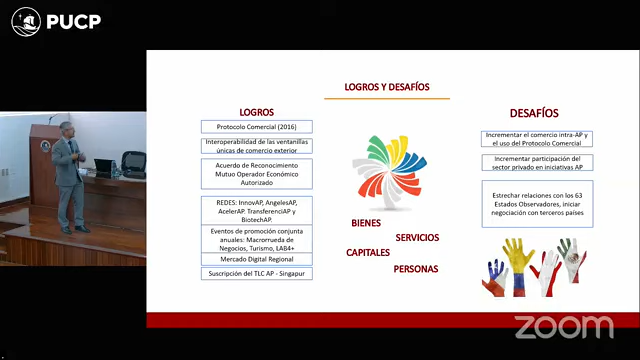 PUCP
LOGROS Y DESAFÍOS
LOGROS
Protocolo Comercial (2016)
Interoperabilidad de las ventanillas
únicas de comercio exterior
Acuerdo de Reconocimiento
Mutuo Operador Económico
Autorizado
REDES: InnovAP, AngelesAP,
AcelerAP. TransferenciAP y
BiotechAP.
Eventos de promoción conjunta
anuales: Macrorrueda de
Negocios, Turismo, LAB4+
Mercado Digital Regional
Suscripción del TLC AP - Singapur
BIENES
SERVICIOS
CAPITALES
PERSONAS
DESAFÍOS
Incrementar el comercio intra-AP y
el uso del Protocolo Comercial
Incrementar participación del
sector privado en iniciativas AP
Estrechar relaciones con los 63
Estados Observadores, iniciar
negociación con terceros países
zoom